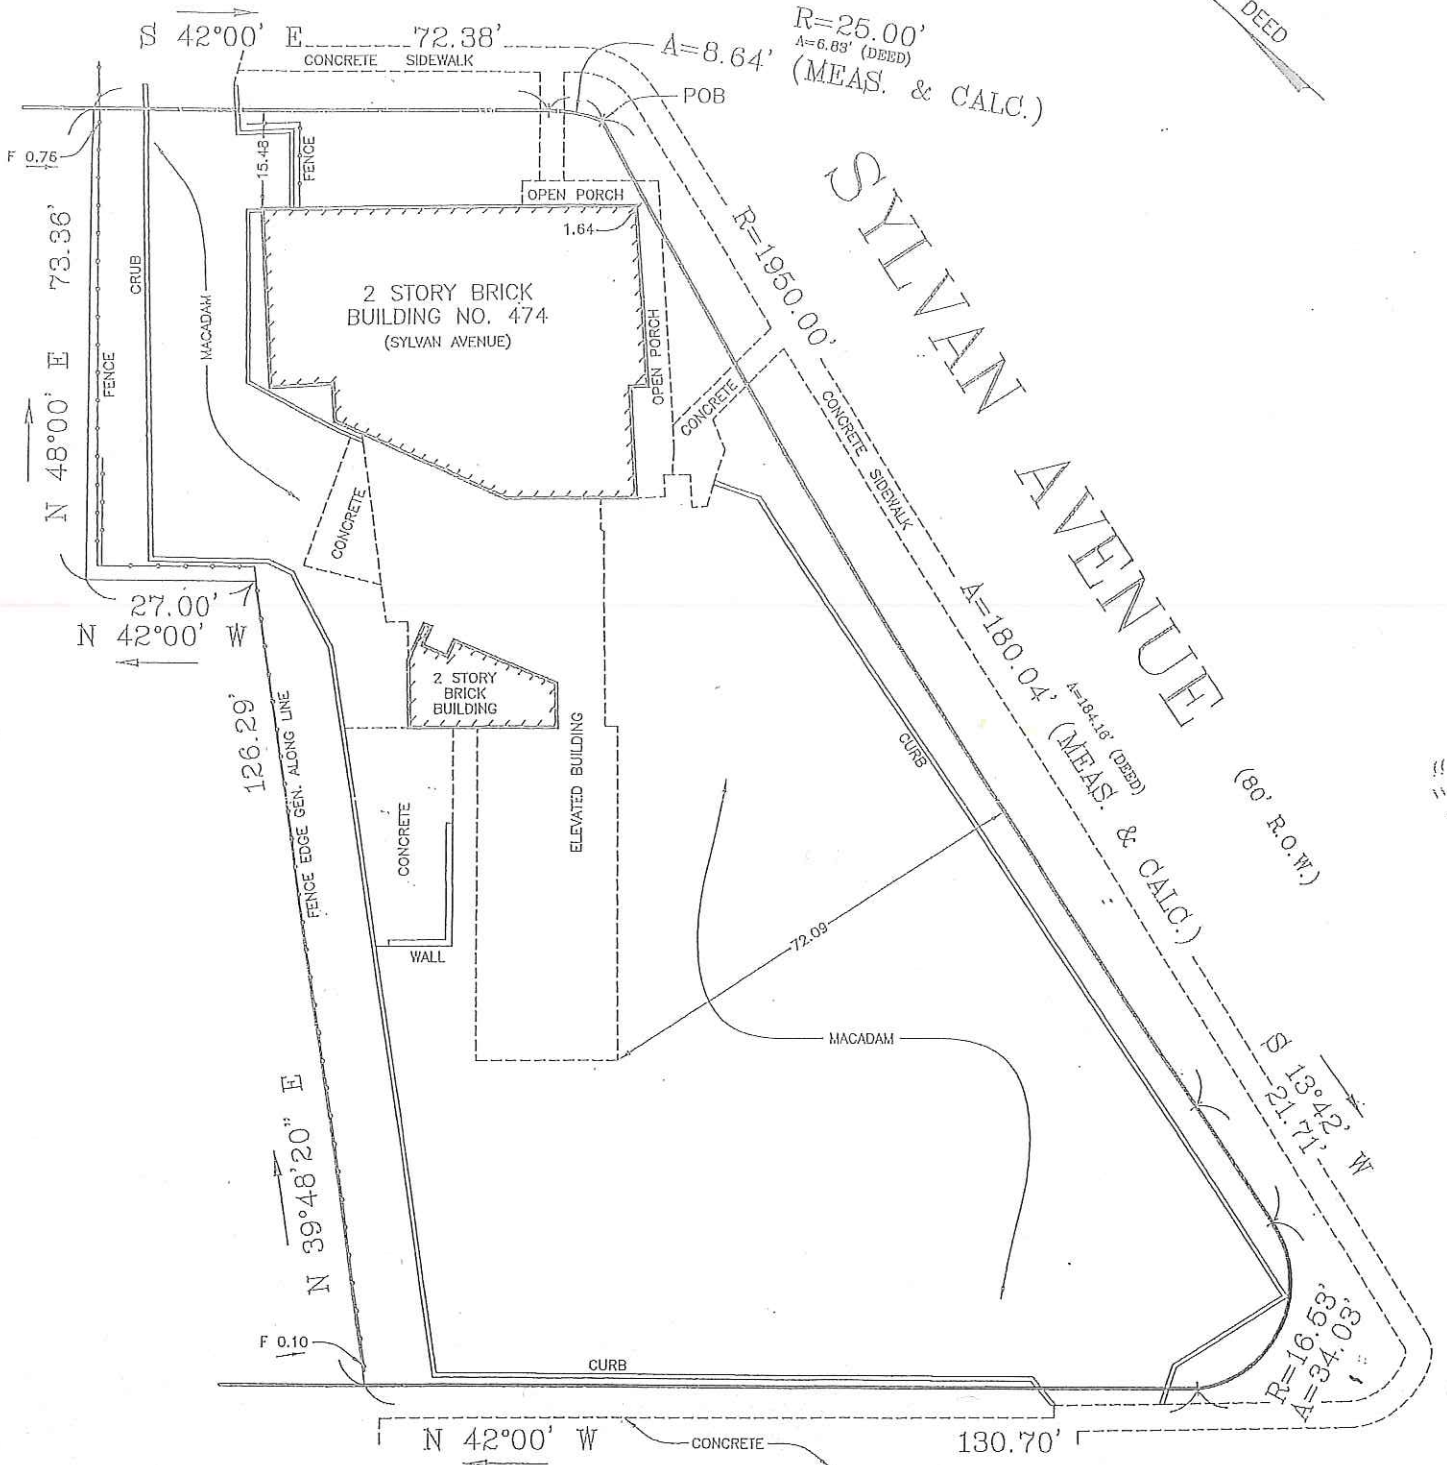 S 42°00' E
72.38'
CONCRETE SIDEWALK
R=25.00'
A=6.83' (DEED)
A=8.64' (MEAS. & CALC.)
DEED
POB
F 0.76
15.48
FENCE
OPEN PORCH
1.64
SYLVAN AVENUE
(80' R.O.W.)
R=1950.00'
N 48°00' E 73.36'
CRUB
FENCE
MACADAM
2 STORY BRICK
BUILDING NO. 474
(SYLVAN AVENUE)
OPEN PORCH
CONCRETE
CONCRETE SIDEWALK
CONCRETE
27.00'
N 42°00' W
A=180.04' (MEAS. & CALC.)
A=184.16' (DEED)
2 STORY
BRICK
BUILDING
126.29'
FENCE EDGE GEN. ALONG LINE
ELEVATED BUILDING
CURB
CONCRETE
WALL
72.09
MACADAM
S 13°42' W
21.71'
N 39°48'20" E
F 0.10
CURB
R=16.53'
A=34.03'
N 42°00' W
CONCRETE
130.70'